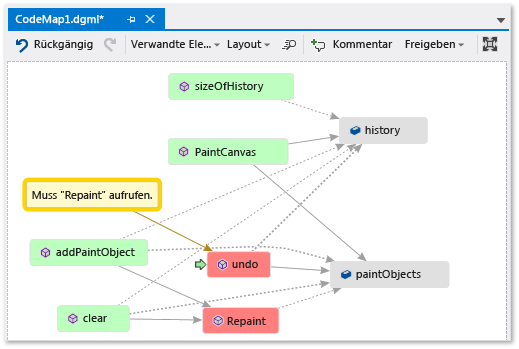 CodeMap1.dgml*
Rückgängig Verwandte Ele... Layout Kommentar Freigeben
sizeOfHistory
history
PaintCanvas
Muss "Repaint" aufrufen.
addPaintObject
undo
paintObjects
clear
Repaint